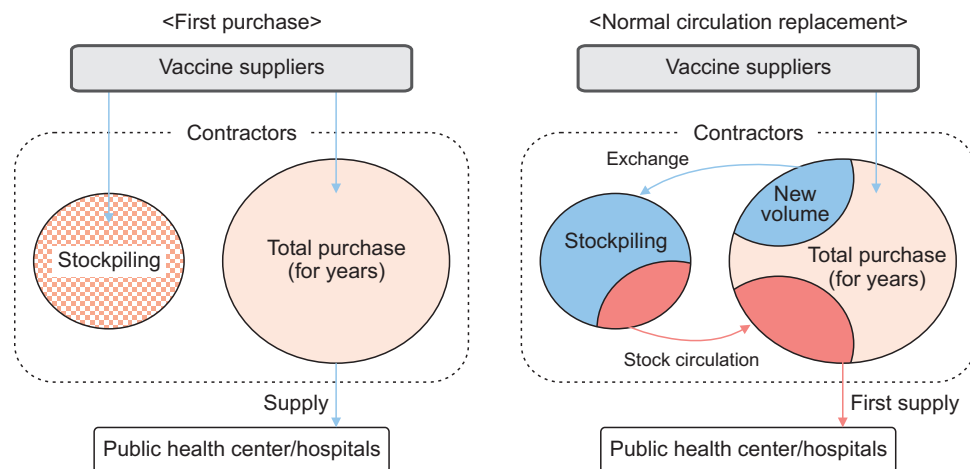 <First purchase>
Vaccine suppliers
Contractors
Stockpiling
Total purchase
(for years)
Supply
Public health center/hospitals
<Normal circulation replacement>
Vaccine suppliers
Contractors
Exchange
New
volume
Stockpiling
Total purchase
(for years)
Stock circulation
First supply
Public health center/hospitals